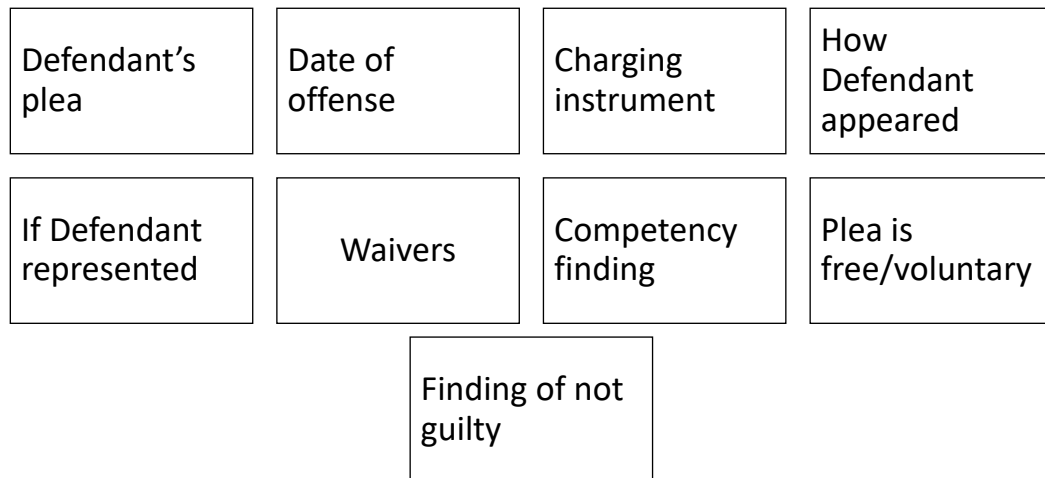 Defendant’s
plea
Date of
offense
Charging
instrument
How
Defendant
appeared
If Defendant
represented
Waivers
Competency
finding
Plea is
free/voluntary
Finding of not
guilty